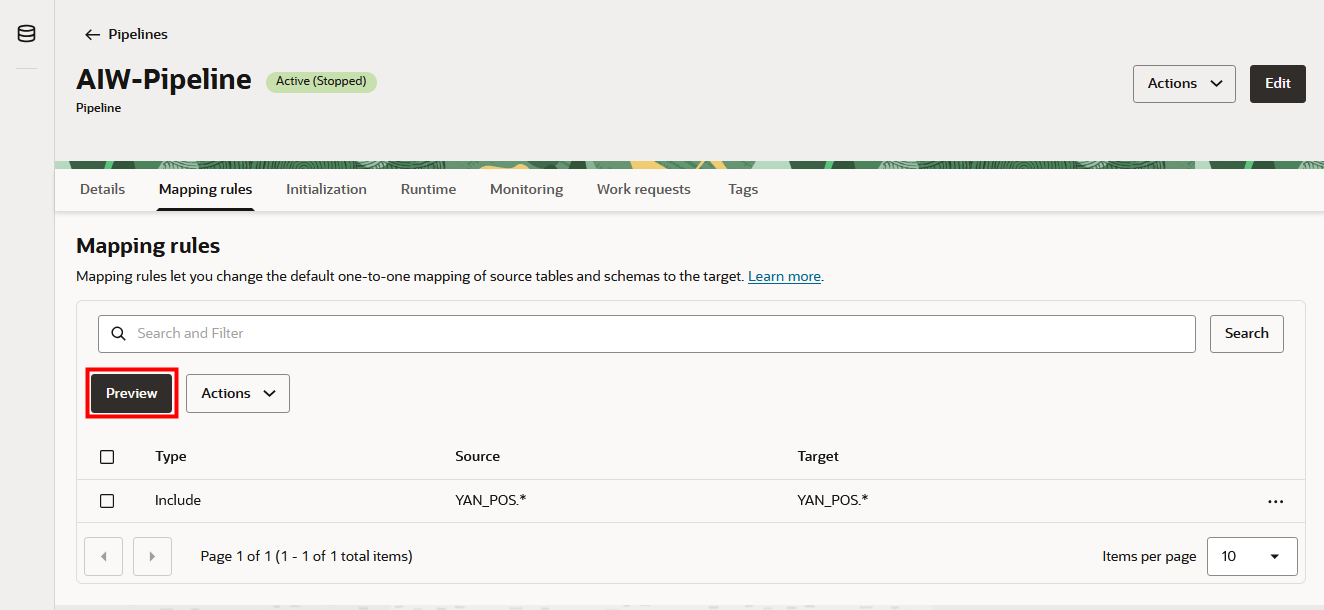 Pipelines
AIW-Pipeline
Active (Stopped)
Pipeline
Actions
Edit
Details
Mapping rules
Initialization
Runtime
Monitoring
Work requests
Tags
Mapping rules
Mapping rules let you change the default one-to-one mapping of source tables and schemas to the target. Learn more.
Search and Filter
Search
Preview
Actions
Type Source Target
Include YAN_POS.* YAN_POS.*
Page 1 of 1 (1 - 1 of 1 total items)
Items per page 10